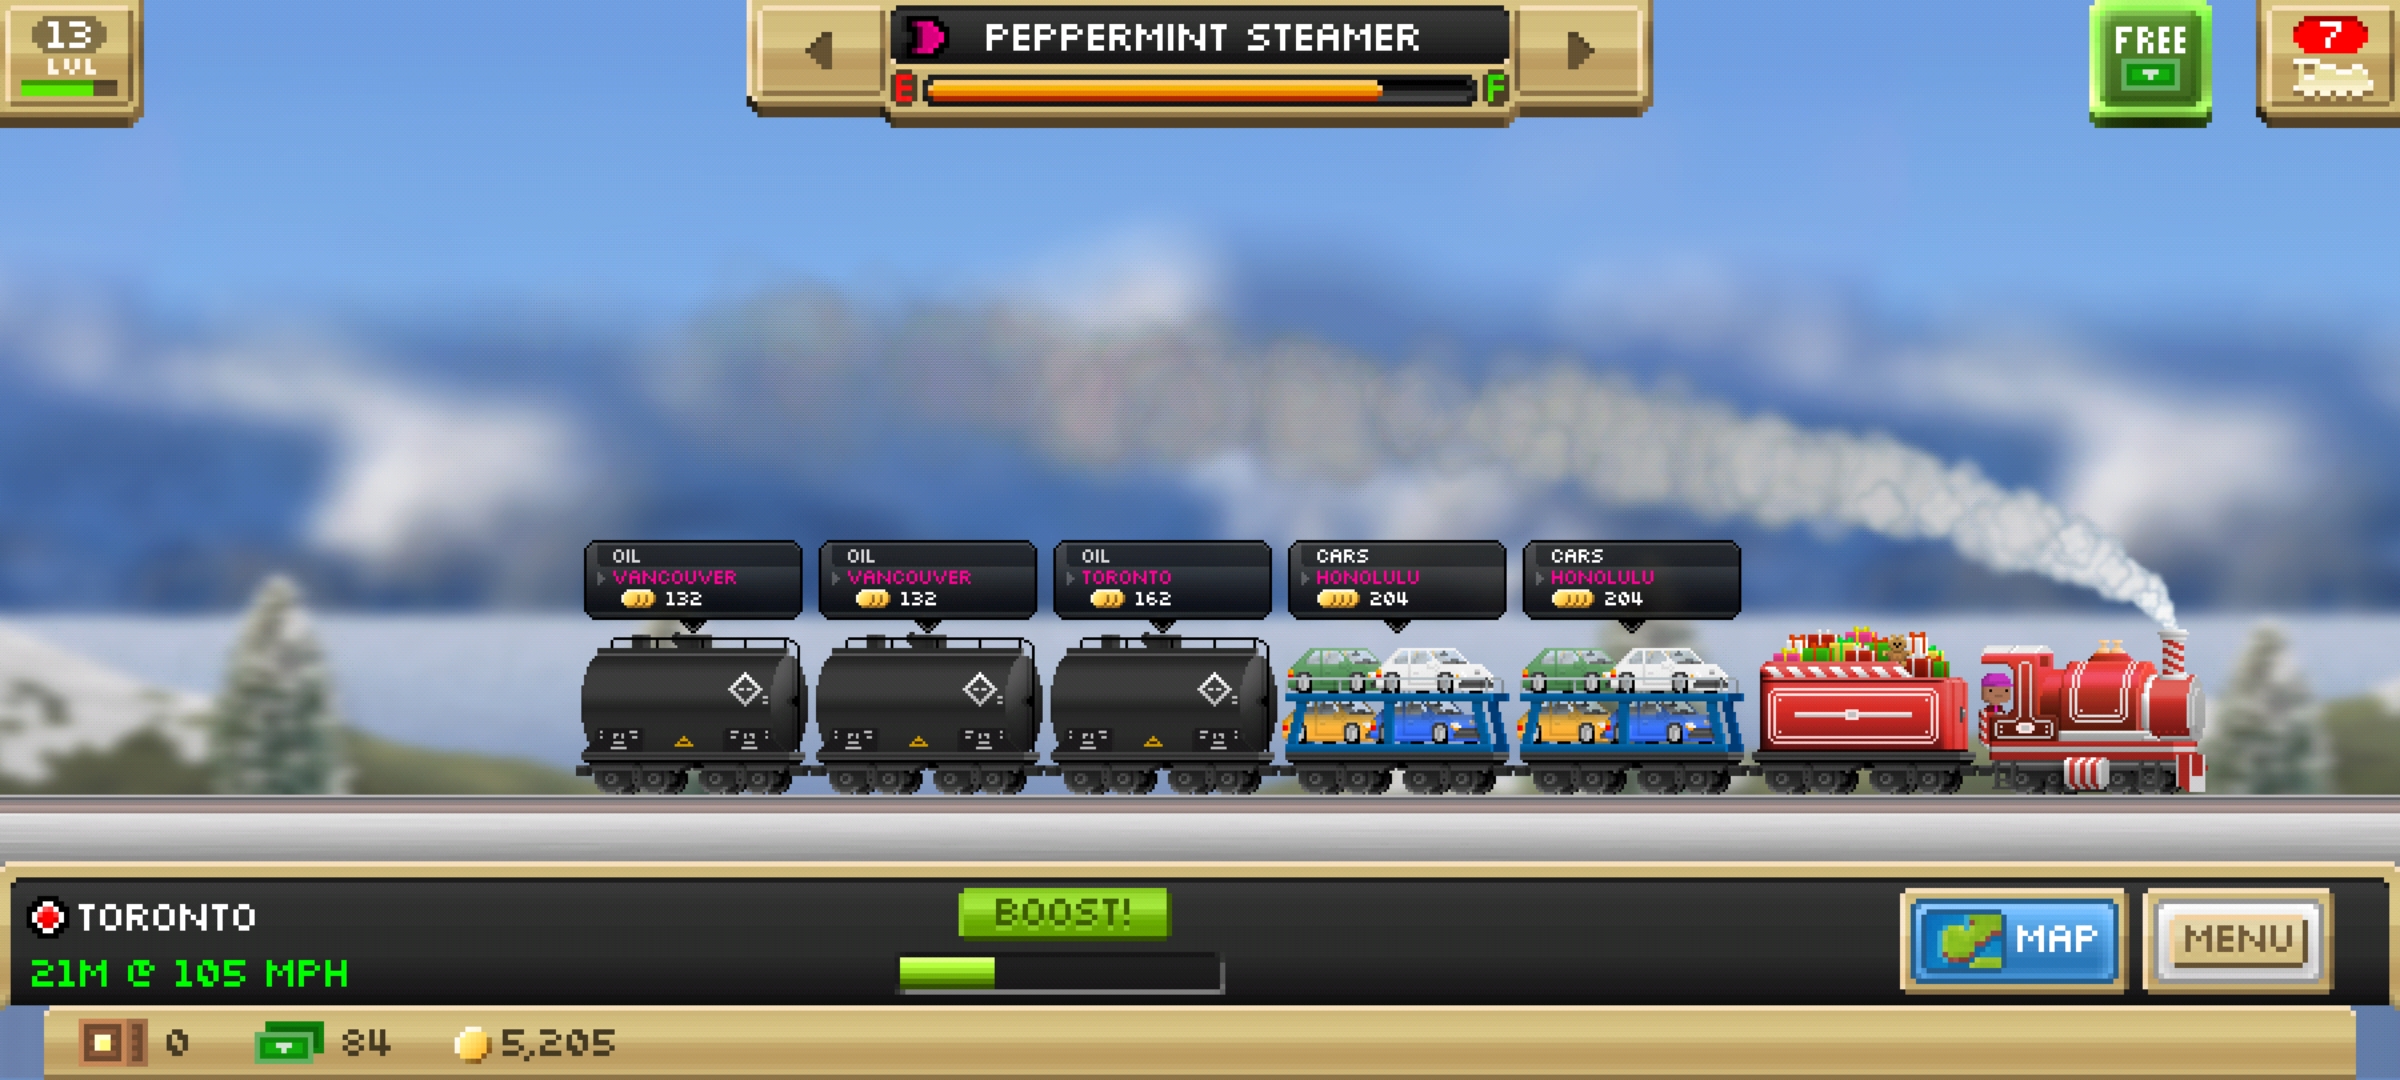 13
LVL
PEPPERMINT STEAMER
E F
FREE
7
OIL
VANCOUVER
132
OIL
VANCOUVER
132
OIL
TORONTO
162
CARS
HONOLULU
204
CARS
HONOLULU
204
TORONTO
21M @ 105 MPH
BOOST!
MAP
MENU
0
84
5,205